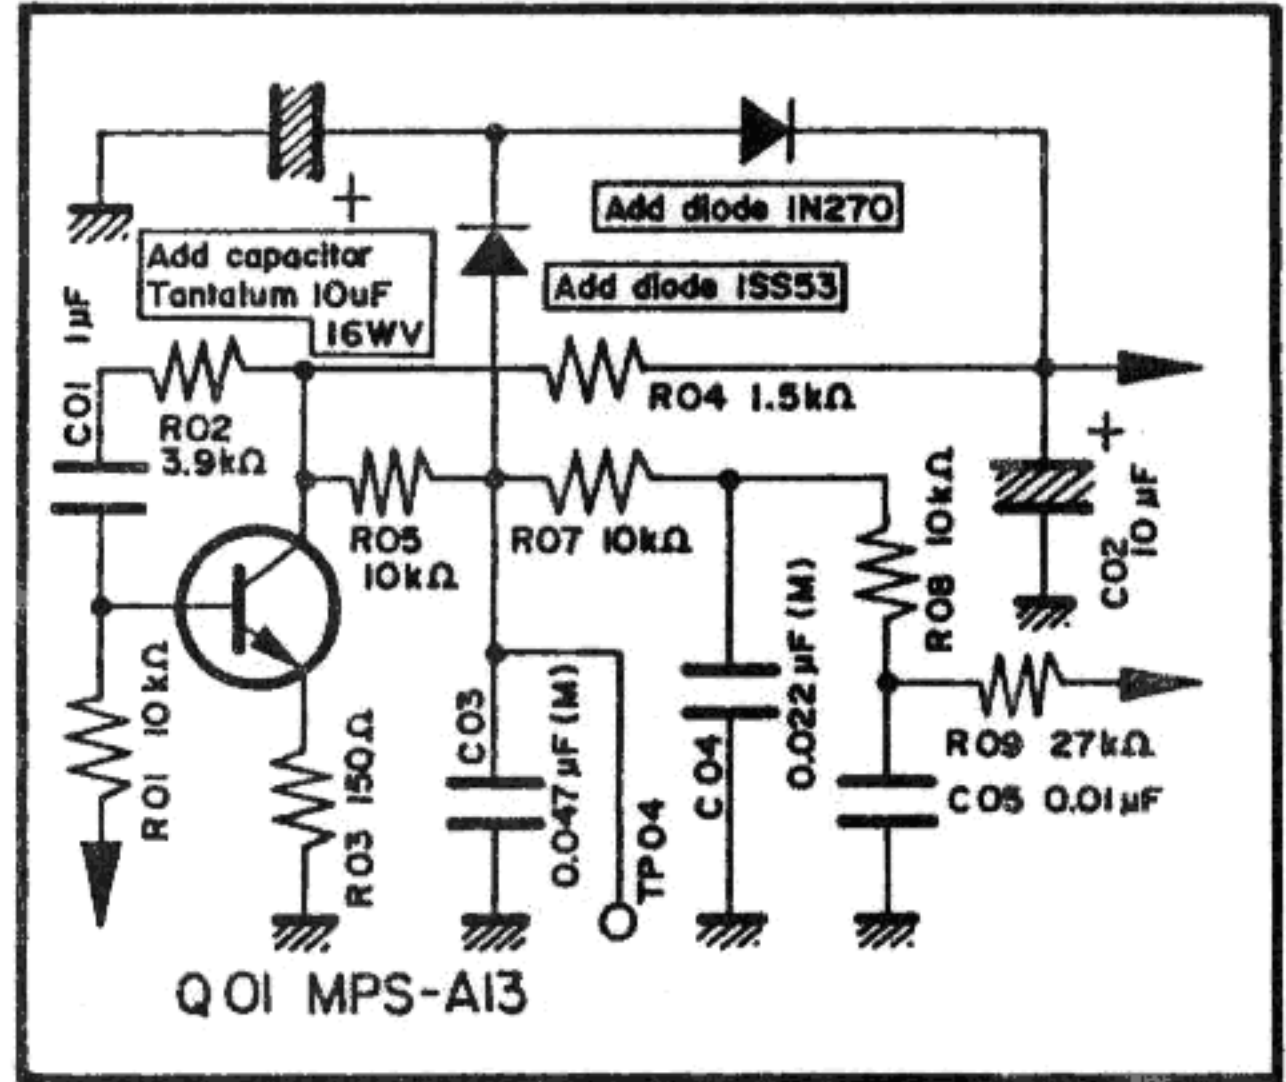 +
Add diode 1N270
Add capacitor
Tantalum 10uF
16WV
Add diode 1SS53
C01 1µF
R02
3.9kΩ
R04 1.5kΩ
+
C02 10µF
R05
10kΩ
R07 10kΩ
R08 10kΩ
R01 10kΩ
R03 150Ω
C03
0.047µF(M)
TP04
C04
0.022µF(M)
R09 27kΩ
C05 0.01µF
Q01 MPS-A13